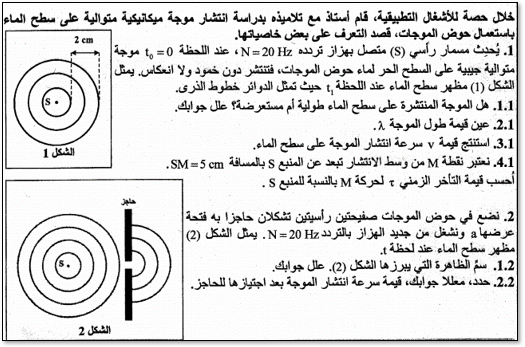 خلال حصة للأشغال التطبيقية، قام أستاذ مع تلاميذه بدراسة انتشار موجة ميكانيكية متوالية على سطح الماء
باستعمال حوض الموجات، قصد التعرف على بعض خاصياتها.
1. يُحدِث مسمار رأسي (S) متصل بهزاز تردده N = 20 Hz ، عند اللحظة t₀ = 0 موجة
متوالية جيبية على السطح الحر لماء حوض الموجات، فتنتشر دون خمود ولا انعكاس. يمثل
الشكل (1) مظهر سطح الماء عند اللحظة t₁ حيث تمثل الدوائر خطوط الذرى.
1.1. هل الموجة المنتشرة على سطح الماء طولية أم مستعرضة؟ علل جوابك.
2.1. عين قيمة طول الموجة λ.
3.1. استنتج قيمة v سرعة انتشار الموجة على سطح الماء.
4.1. نعتبر نقطة M من وسط الانتشار تبعد عن المنبع S بالمسافة SM = 5 cm.
أحسب قيمة التأخر الزمني τ لحركة M بالنسبة للمنبع S .
2 cm
S
الشكل 1
2. نضع في حوض الموجات صفيحتين رأسيتين تشكلان حاجزا به فتحة
عرضها a ونشغل من جديد الهزاز بالتردد N = 20 Hz . يمثل الشكل (2)
مظهر سطح الماء عند لحظة t.
1.2. سمِّ الظاهرة التي يبرزها الشكل (2). علل جوابك.
2.2. حدد، معللا جوابك، قيمة سرعة انتشار الموجة بعد اجتيازها للحاجز.
حاجز
S
الشكل 2